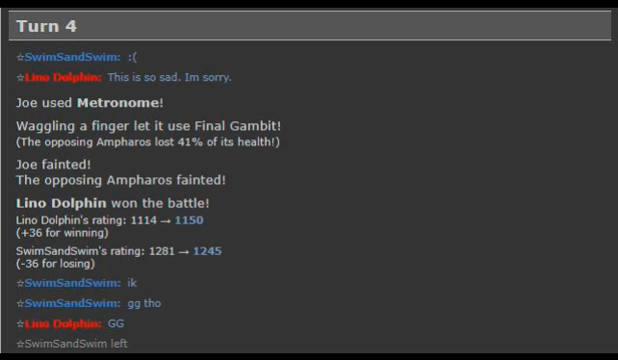 Turn 4
☆SwimSandSwim: :(
☆Lino Dolphin: This is so sad. Im sorry.
Joe used Metronome!
Waggling a finger let it use Final Gambit!
(The opposing Ampharos lost 41% of its health!)
Joe fainted!
The opposing Ampharos fainted!
Lino Dolphin won the battle!
Lino Dolphin's rating: 1114 → 1150
(+36 for winning)
SwimSandSwim's rating: 1281 → 1245
(-36 for losing)
☆SwimSandSwim: ik
☆SwimSandSwim: gg tho
☆Lino Dolphin: GG
☆SwimSandSwim left